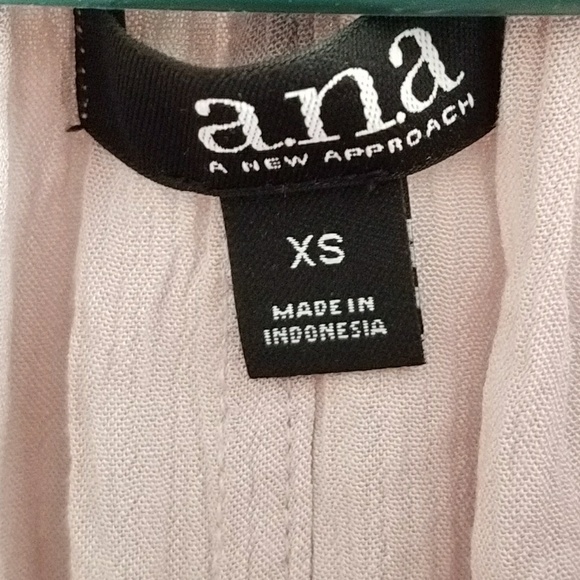 a.n.a
A NEW APPROACH
XS
MADE IN
INDONESIA